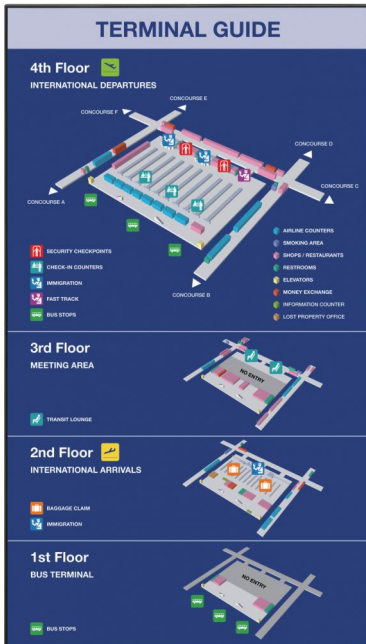 TERMINAL GUIDE
4th Floor
INTERNATIONAL DEPARTURES
CONCOURSE E
CONCOURSE F
CONCOURSE D
CONCOURSE C
CONCOURSE A
CONCOURSE B
SECURITY CHECKPOINTS
CHECK-IN COUNTERS
IMMIGRATION
FAST TRACK
BUS STOPS
AIRLINE COUNTERS
SMOKING AREA
SHOPS / RESTAURANTS
RESTROOMS
ELEVATORS
MONEY EXCHANGE
INFORMATION COUNTER
LOST PROPERTY OFFICE
3rd Floor
MEETING AREA
NO ENTRY
TRANSIT LOUNGE
2nd Floor
INTERNATIONAL ARRIVALS
BAGGAGE CLAIM
IMMIGRATION
1st Floor
BUS TERMINAL
NO ENTRY
BUS STOPS